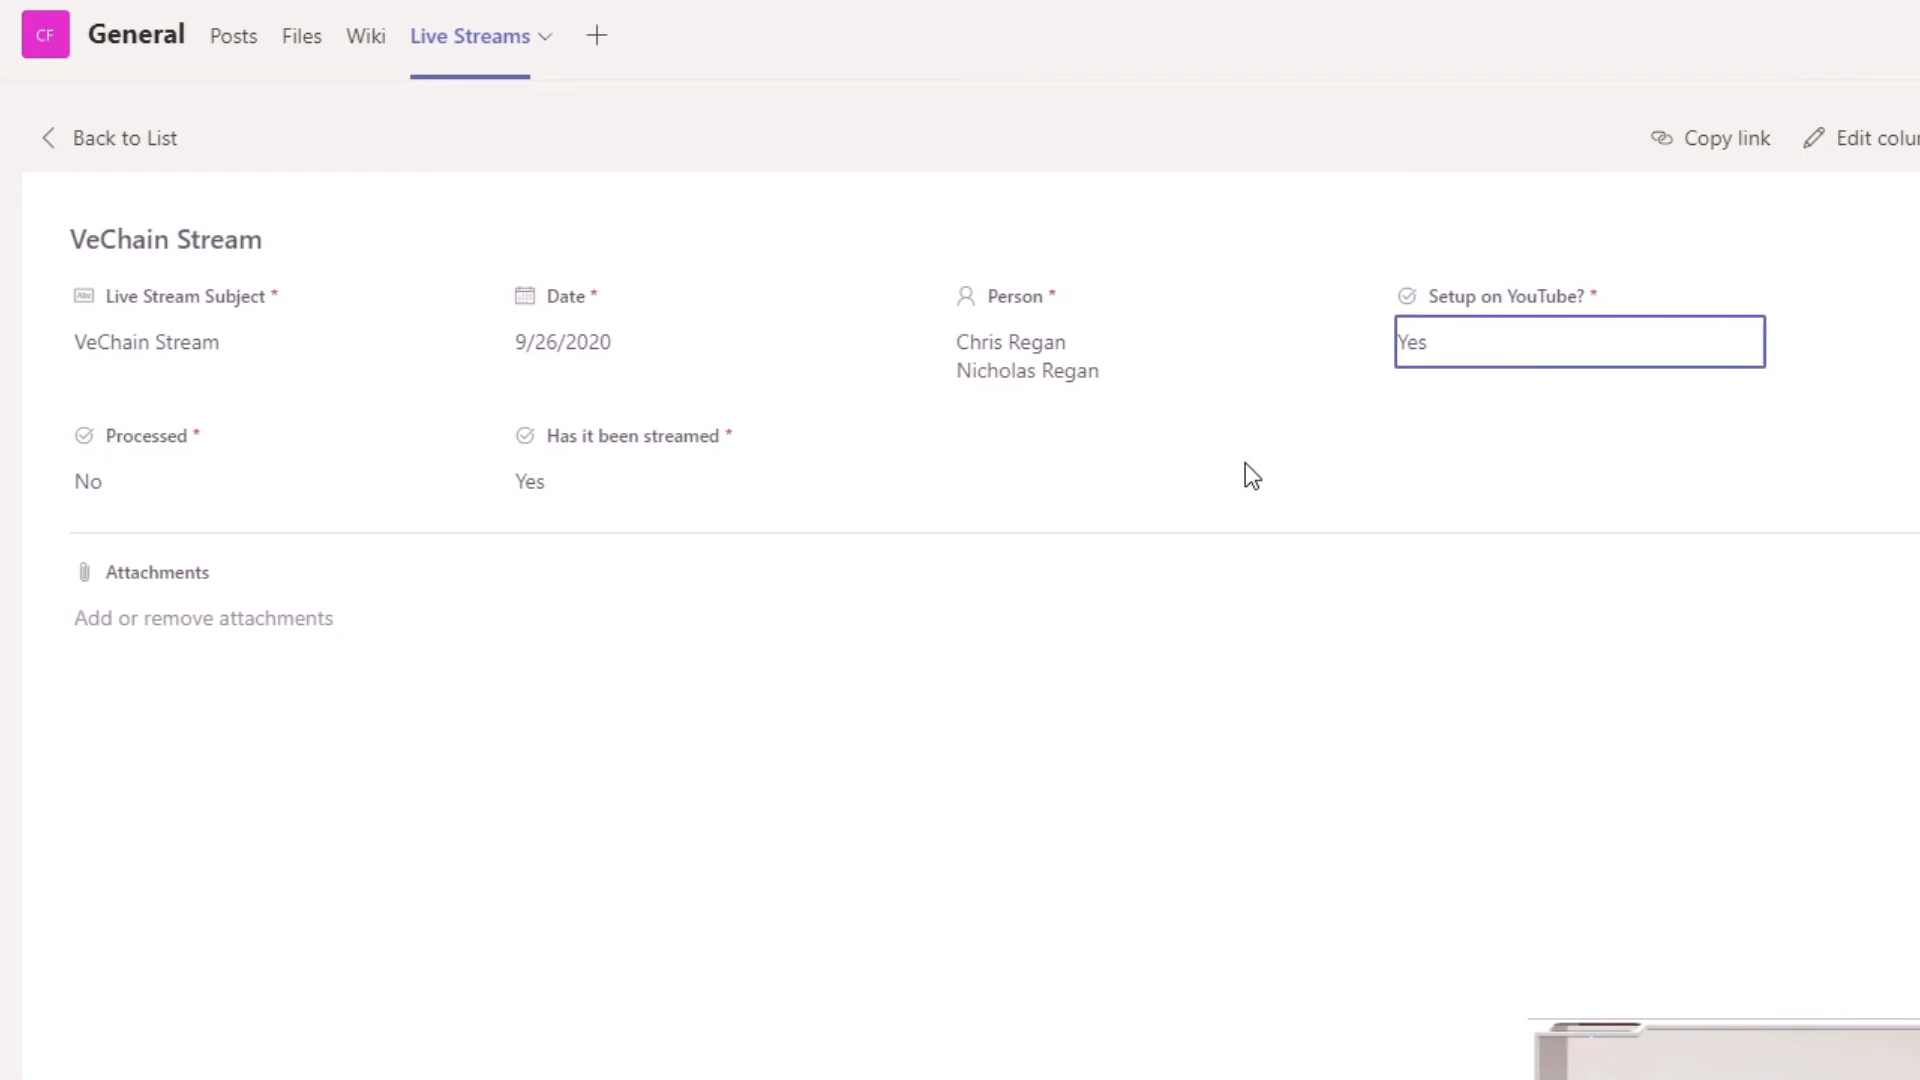 CF General Posts Files Wiki Live Streams
Back to List Copy link Edit colu
VeChain Stream
Live Stream Subject * Date * Person * Setup on YouTube? *
VeChain Stream 9/26/2020 Chris Regan Yes
Nicholas Regan
Processed * Has it been streamed *
No Yes
Attachments
Add or remove attachments